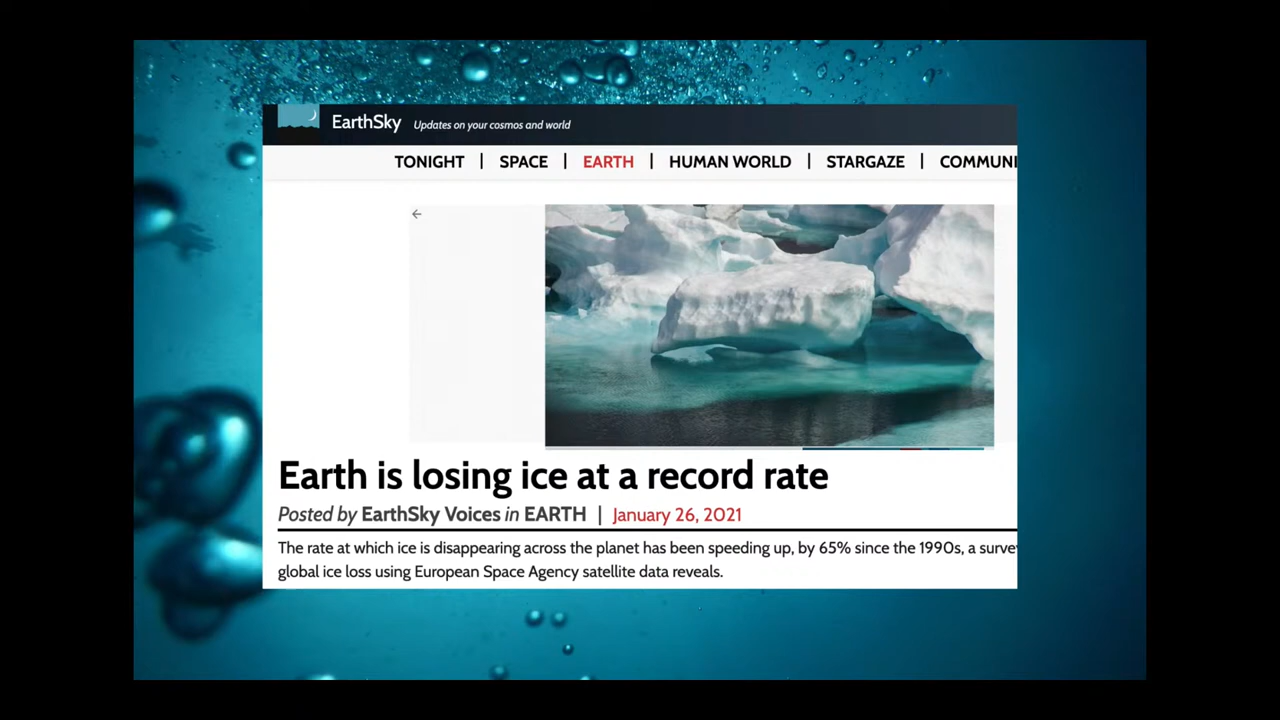 EarthSky Updates on your cosmos and world
TONIGHT | SPACE | EARTH | HUMAN WORLD | STARGAZE | COMMUNI
Earth is losing ice at a record rate
Posted by EarthSky Voices in EARTH | January 26, 2021
The rate at which ice is disappearing across the planet has been speeding up, by 65% since the 1990s, a surve
global ice loss using European Space Agency satellite data reveals.